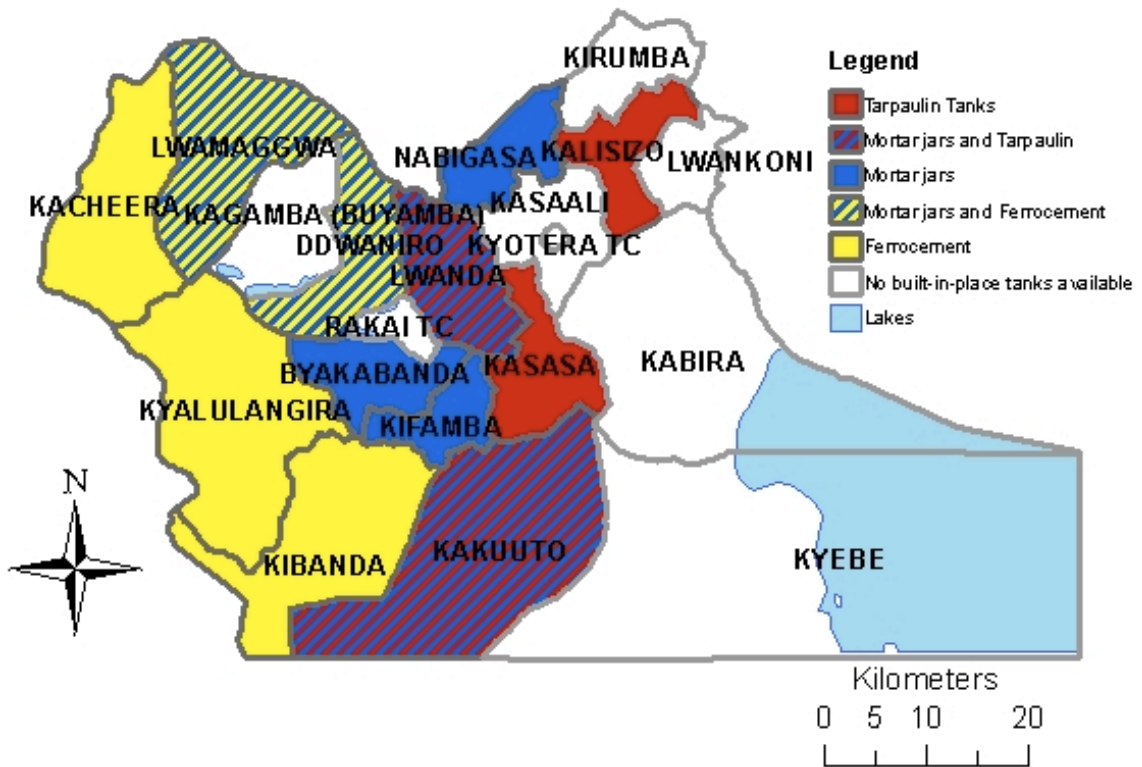 KIRUMBA
LWAMAGGWA
NABIGASA
KALISIZO
LWANKONI
KACHEERA
KAGAMBA (BUYAMBA)
KASAALI
DDWANIRO
KYOTERA TC
LWANDA
RAKAI TC
BYAKABANDA
KASASA
KABIRA
KYALULANGIRA
KIFAMBA
KIBANDA
KAKUUTO
KYEBE
N
Legend
Tarpaulin Tanks
Mortar jars and Tarpaulin
Mortar jars
Mortar jars and Ferrocement
Ferrocement
No built-in-place tanks available
Lakes
Kilometers
0 5 10 20